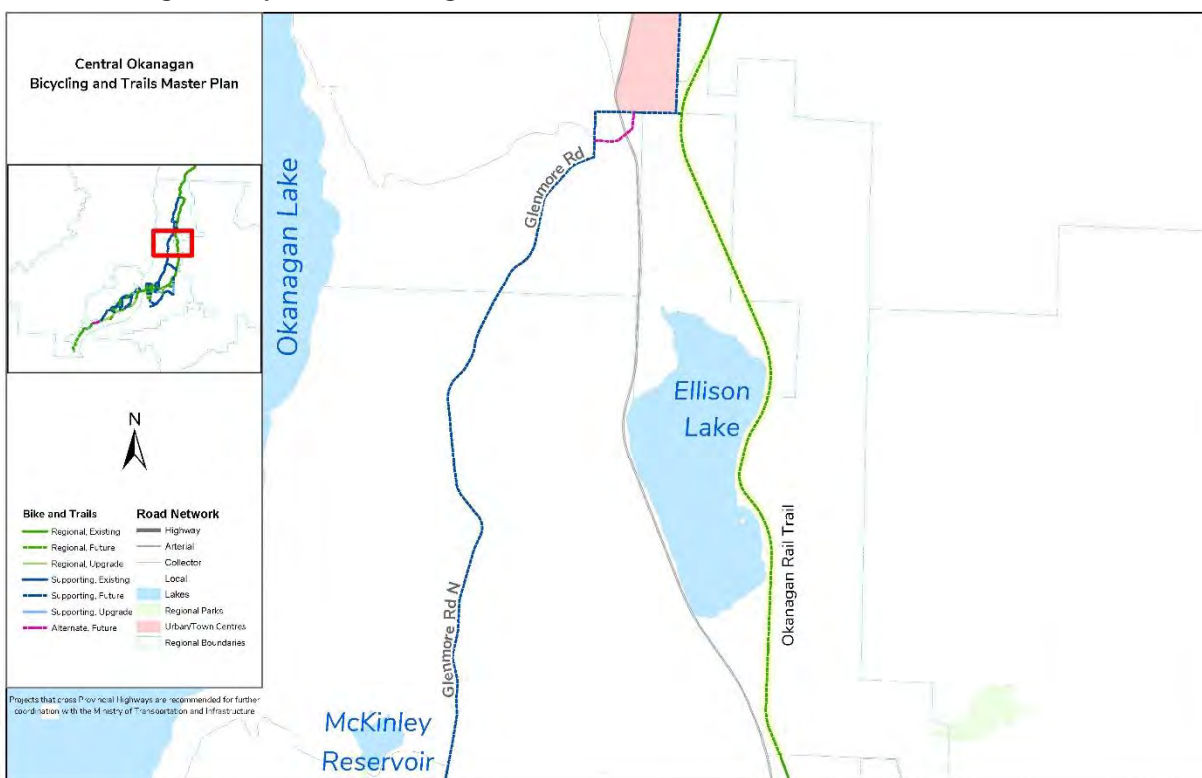 Central Okanagan
Bicycling and Trails Master Plan
N
Bike and Trails
Regional, Existing
Regional, Future
Regional, Upgrade
Supporting, Existing
Supporting, Future
Supporting, Upgrade
Alternate, Future
Road Network
Highway
Arterial
Collector
Local
Lakes
Regional Parks
Urban/Town Centres
Regional Boundaries
Projects that cross Provincial Highways are recommended for further
coordination with the Ministry of Transportation and Infrastructure
Okanagan Lake
Glenmore Rd
Ellison
Lake
Okanagan Rail Trail
Glenmore Rd N
McKinley
Reservoir